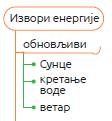 Извори енергије
обновљиви
Сунце
кретање
воде
ветар